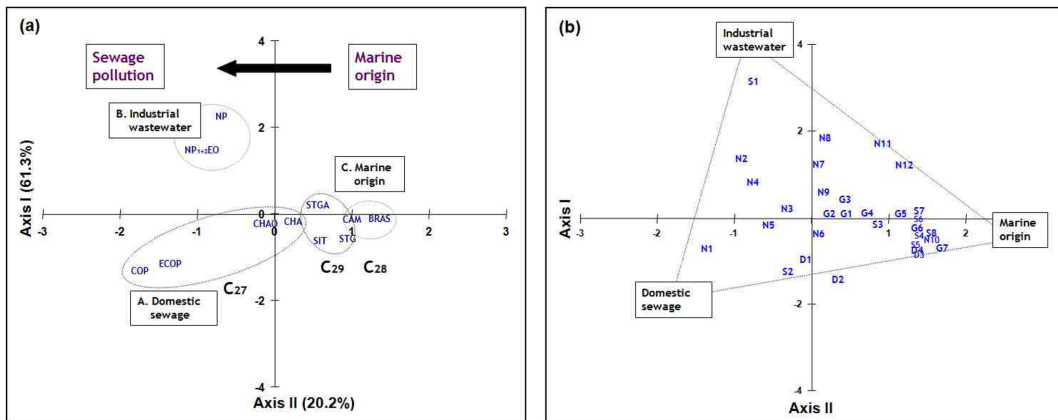 (a)
Sewage
pollution
Marine
origin
B. Industrial
wastewater
NP
NP1+2EO
C. Marine
origin
STGA
CHAO
CHA
CAM
BRAS
SIT
STG
COP
ECOP
C27
C29
C28
A. Domestic
sewage
4
2
0
-2
-4
-3
-2
-1
0
1
2
3
Axis I (61.3%)
Axis II (20.2%)
(b)
Industrial
wastewater
Marine
origin
Domestic
sewage
S1
N8
N11
N2
N7
N12
N4
N9
G3
N3
G2
G1
G4
G5
S7
S6
N5
S3
G6
N6
S8
S4
N10
N1
S5
G7
D4
D3
D1
S2
D2
4
2
0
-2
-4
-3
-2
-1
0
1
2
Axis I
Axis II